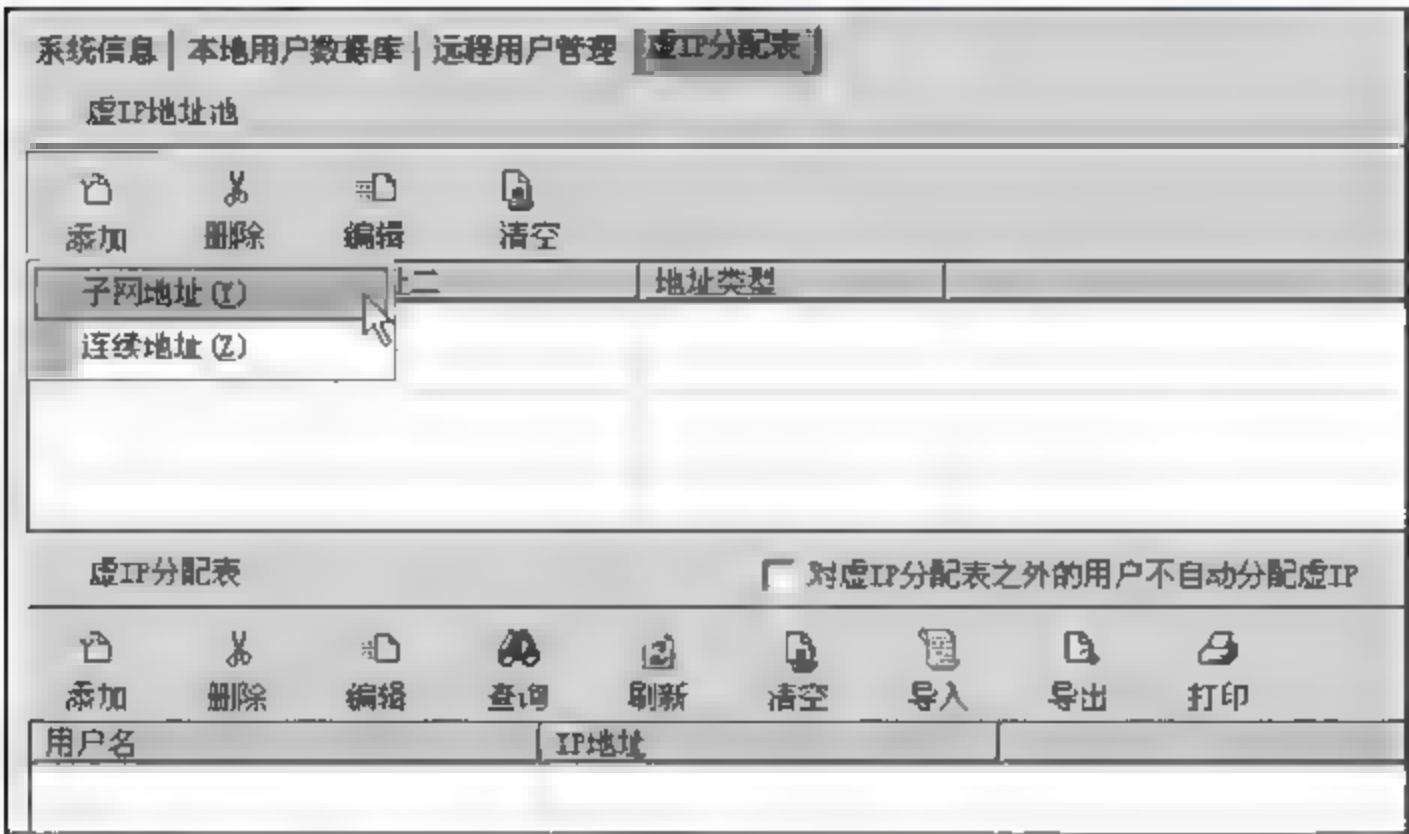 系统信息 本地用户数据库 远程用户管理 虚IP分配表
虚IP地址池
添加 删除 编辑 清空
址二 地址类型
子网地址(Y)
连续地址(Z)
虚IP分配表 对虚IP分配表之外的用户不自动分配虚IP
添加 删除 编辑 查询 刷新 清空 导入 导出 打印
用户名 IP地址